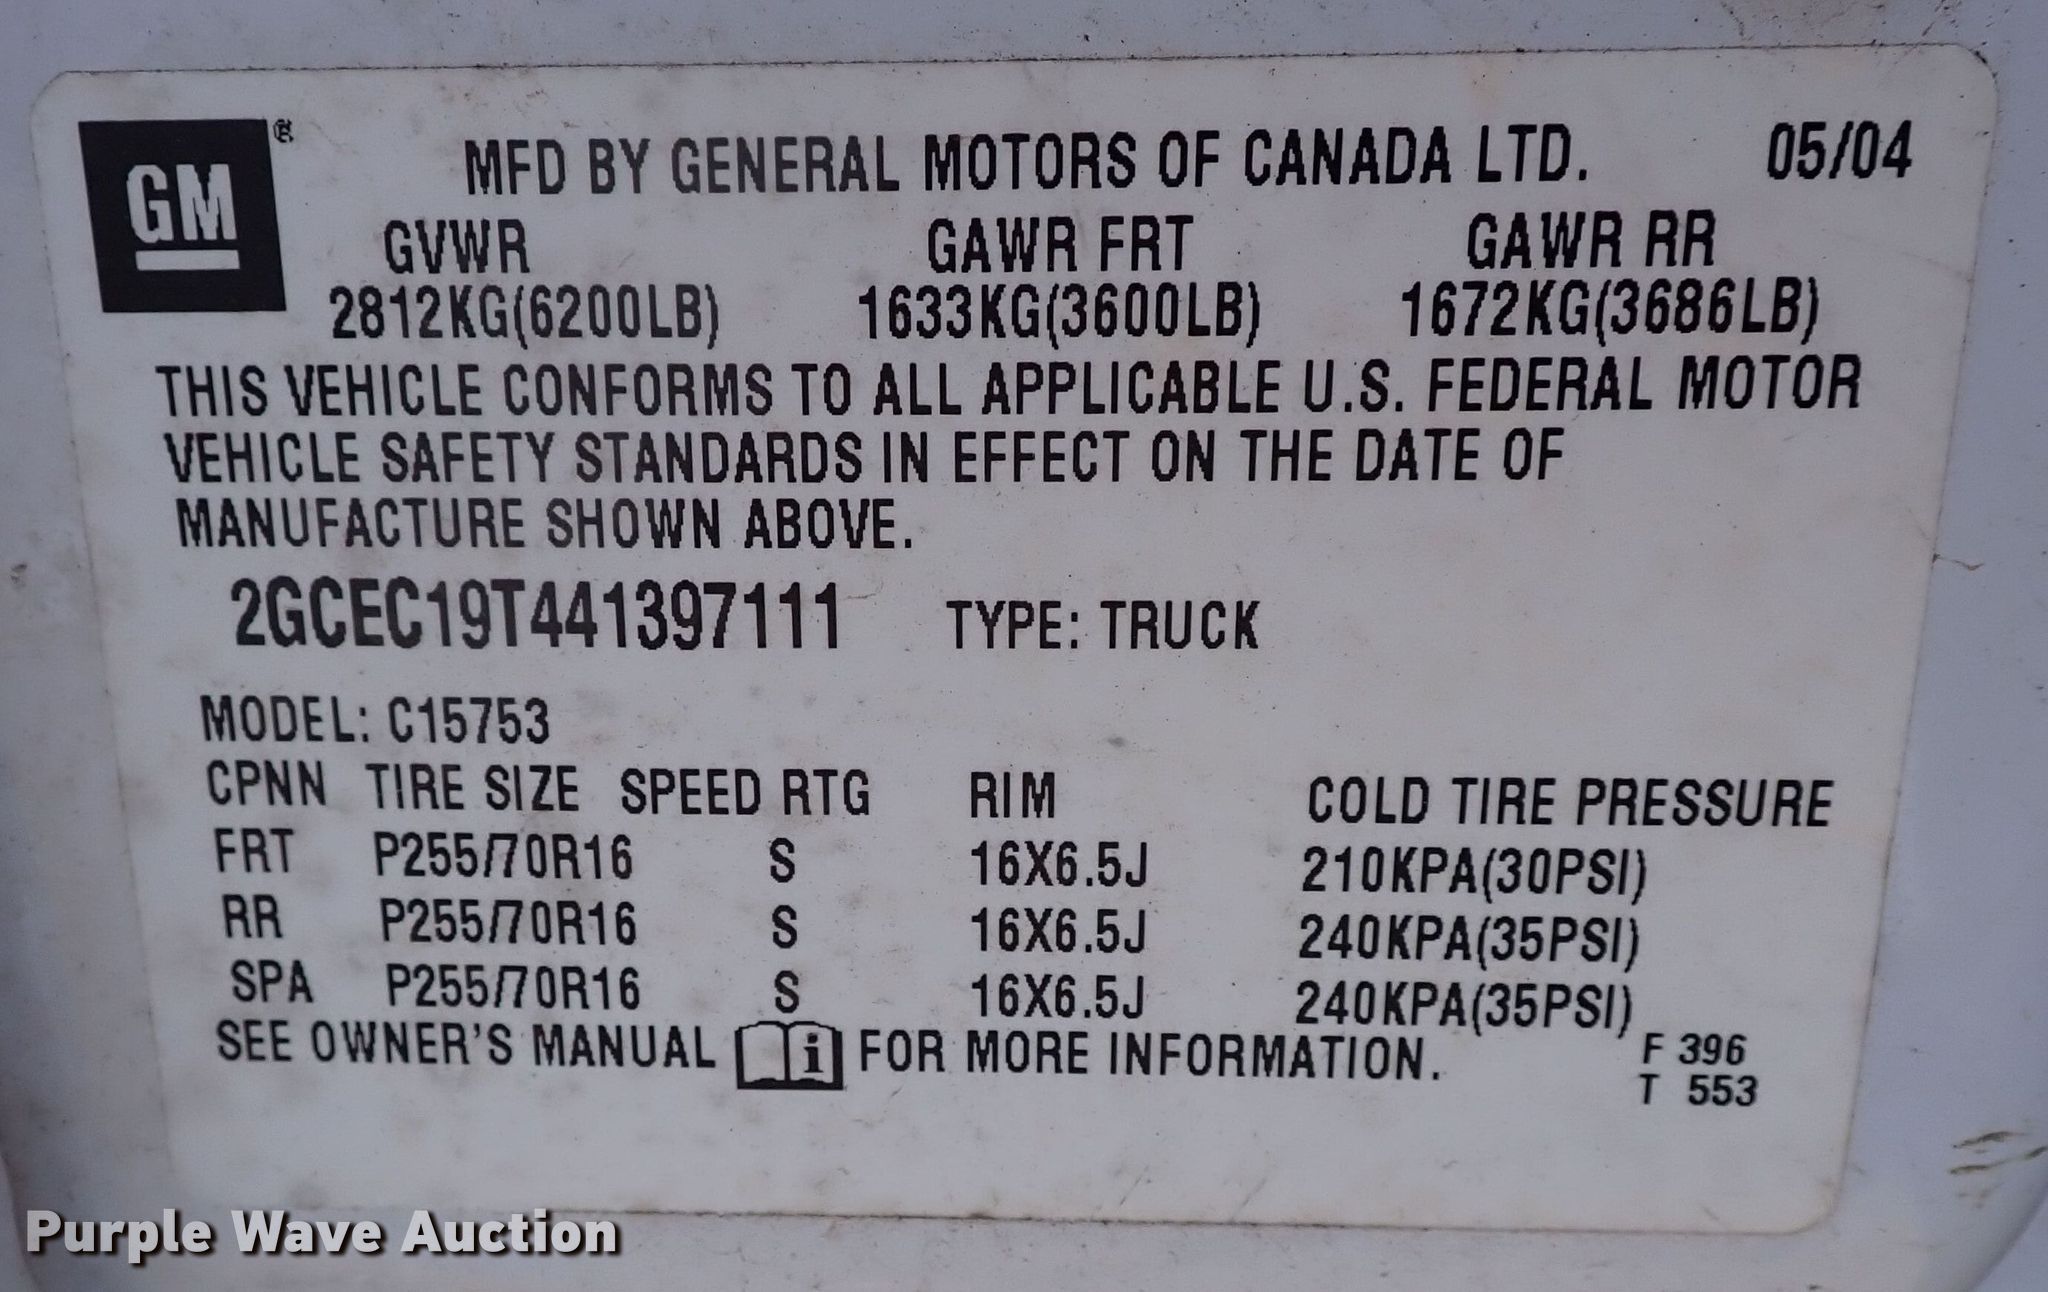 GM ®
MFD BY GENERAL MOTORS OF CANADA LTD. 05/04
GVWR GAWR FRT GAWR RR
2812KG(6200LB) 1633KG(3600LB) 1672KG(3686LB)
THIS VEHICLE CONFORMS TO ALL APPLICABLE U.S. FEDERAL MOTOR
VEHICLE SAFETY STANDARDS IN EFFECT ON THE DATE OF
MANUFACTURE SHOWN ABOVE.
2GCEC19T441397111 TYPE: TRUCK
MODEL: C15753
CPNN TIRE SIZE SPEED RTG RIM COLD TIRE PRESSURE
FRT P255/70R16 S 16X6.5J 210KPA(30PSI)
RR P255/70R16 S 16X6.5J 240KPA(35PSI)
SPA P255/70R16 S 16X6.5J 240KPA(35PSI)
SEE OWNER'S MANUAL i FOR MORE INFORMATION.
F 396
T 553
Purple Wave Auction